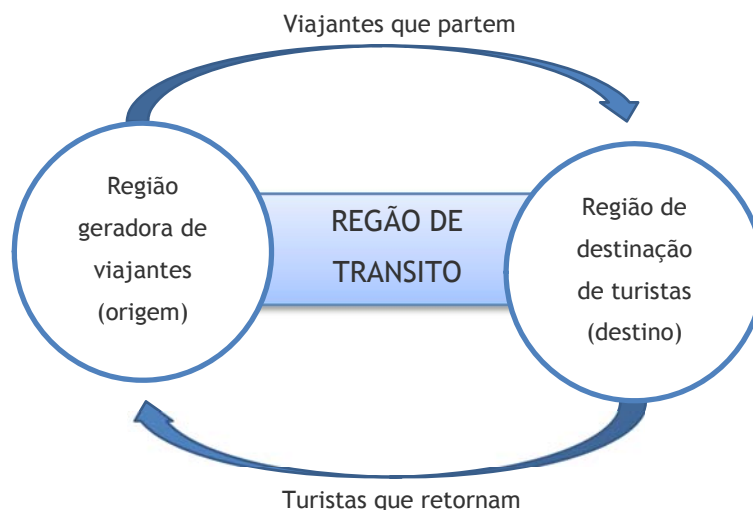 Viajantes que partem
Região
geradora de
viajantes
(origem)
REGÃO DE
TRANSITO
Região de
destinação
de turistas
(destino)
Turistas que retornam